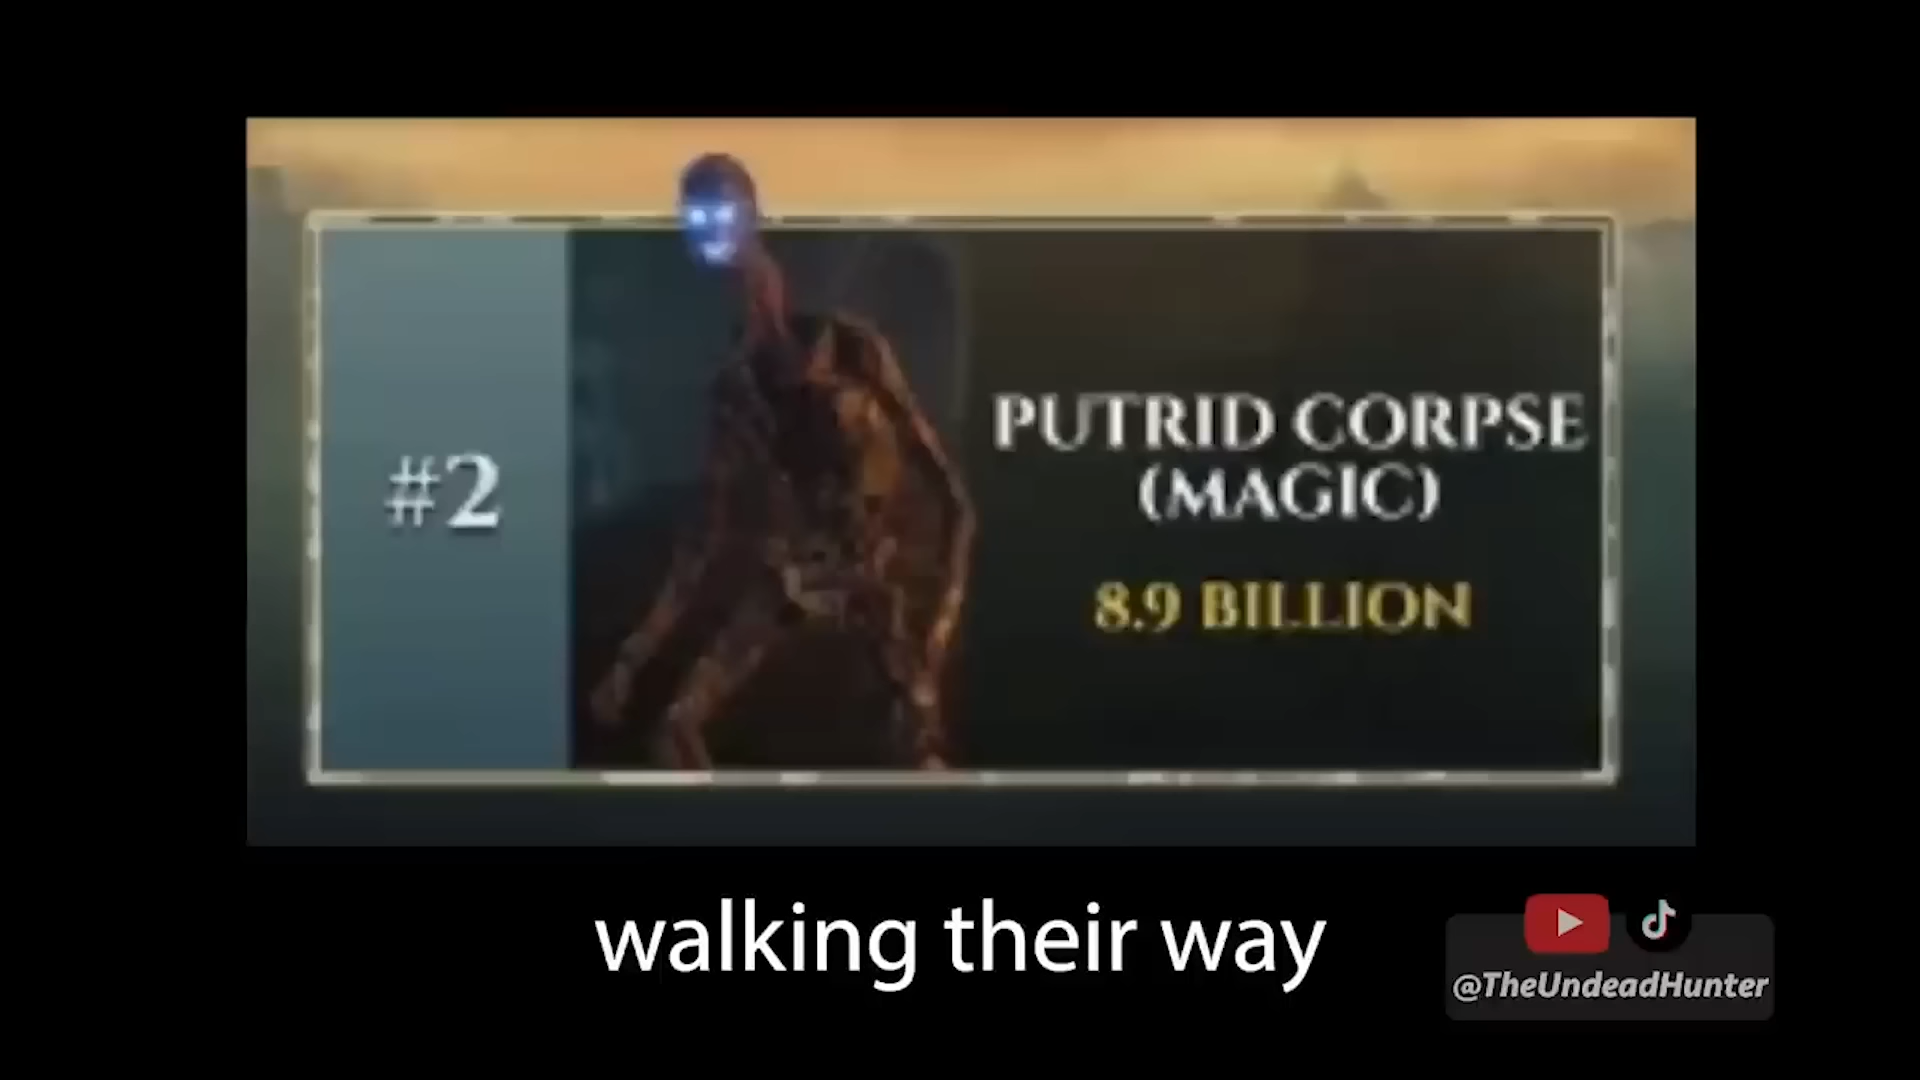 #2
PUTRID CORPSE
(MAGIC)
8.9 BILLION
walking their way
@TheUndeadHunter